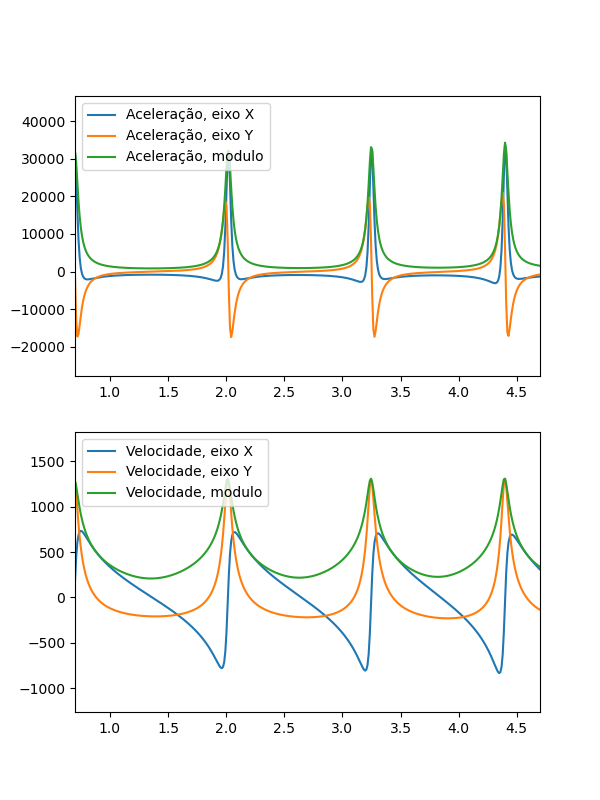 40000
30000
20000
10000
0
−10000
−20000
Aceleração, eixo X
Aceleração, eixo Y
Aceleração, modulo
1.0 1.5 2.0 2.5 3.0 3.5 4.0 4.5
1500
1000
500
0
−500
−1000
Velocidade, eixo X
Velocidade, eixo Y
Velocidade, modulo
1.0 1.5 2.0 2.5 3.0 3.5 4.0 4.5